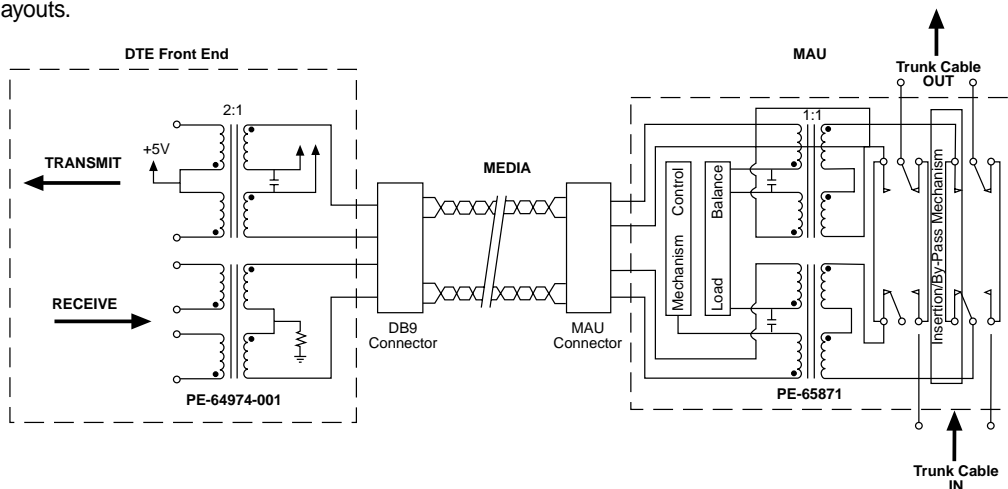 ayouts.
DTE Front End
MAU
Trunk Cable
OUT
2:1
1:1
+5V
TRANSMIT
MEDIA
Mechanism Control
Load Balance
Insertion/By-Pass Mechanism
RECEIVE
DB9
Connector
MAU
Connector
PE-64974-001
PE-65871
Trunk Cable
IN